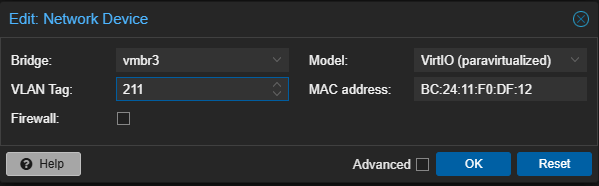 Edit: Network Device
Bridge: vmbr3 Model: VirtIO (paravirtualized)
VLAN Tag: 211 MAC address: BC:24:11:F0:DF:12
Firewall:
Help Advanced OK Reset